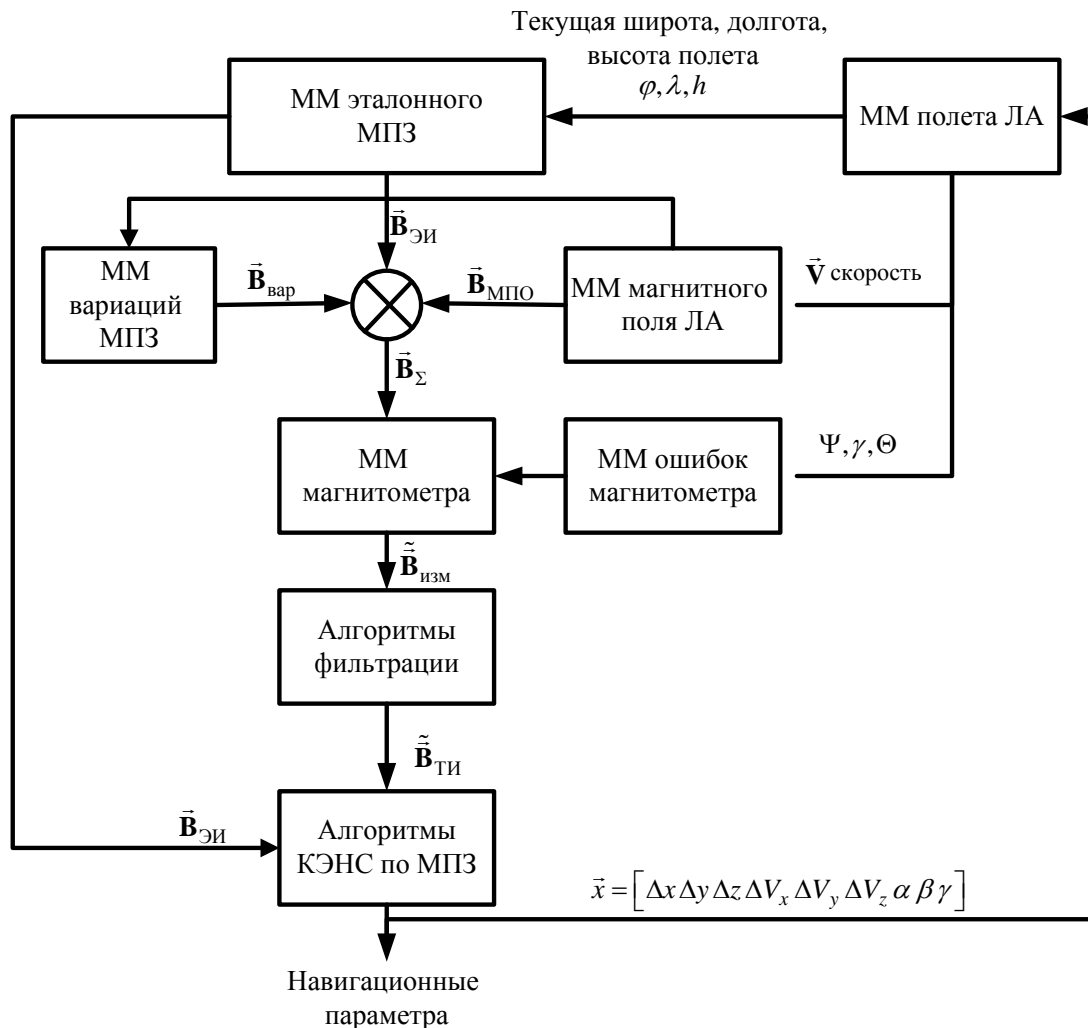 Текущая широта, долгота,
высота полета
φ, λ, h
ММ эталонного
МПЗ
ММ полета ЛА
B⃗ЭИ
ММ
вариаций
МПЗ
B⃗вар
B⃗МПО
ММ магнитного
поля ЛА
V⃗ скорость
B⃗Σ
ММ
магнитометра
ММ ошибок
магнитометра
Ψ, γ, Θ
B̃⃗изм
Алгоритмы
фильтрации
B̃⃗ТИ
B⃗ЭИ
Алгоритмы
КЭНС по МПЗ
x⃗ = [Δx Δy Δz ΔVx ΔVy ΔVz α β γ]
Навигационные
параметра